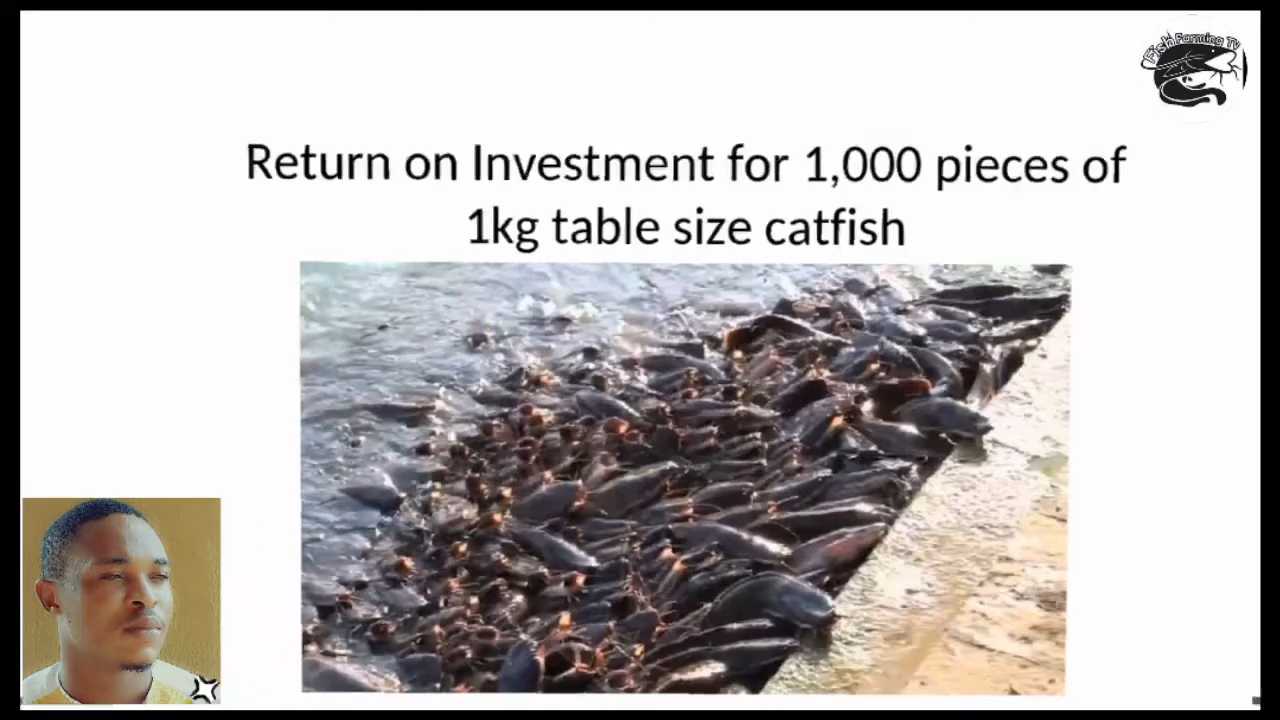 Fish Farming Tv
Return on Investment for 1,000 pieces of
1kg table size catfish